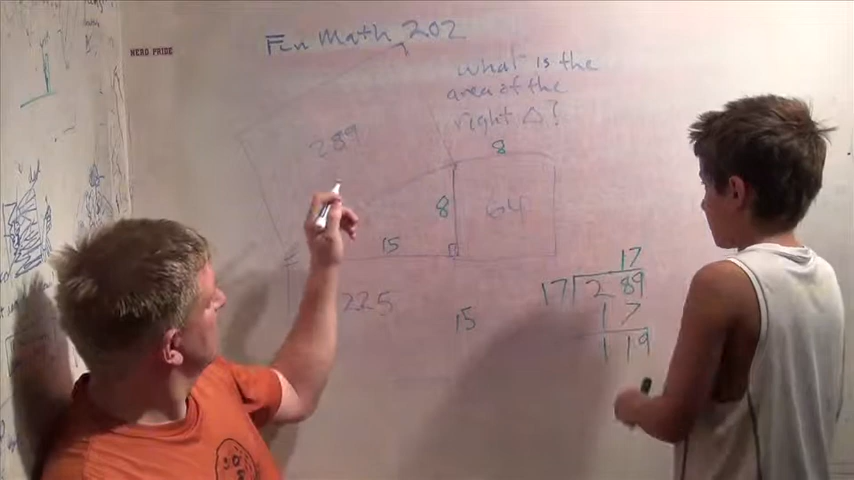 NERD PRIDE
Fun Math 202
what is the
area of the
right △?
289
8
8
64
15
225
15
17
17 289
17
119